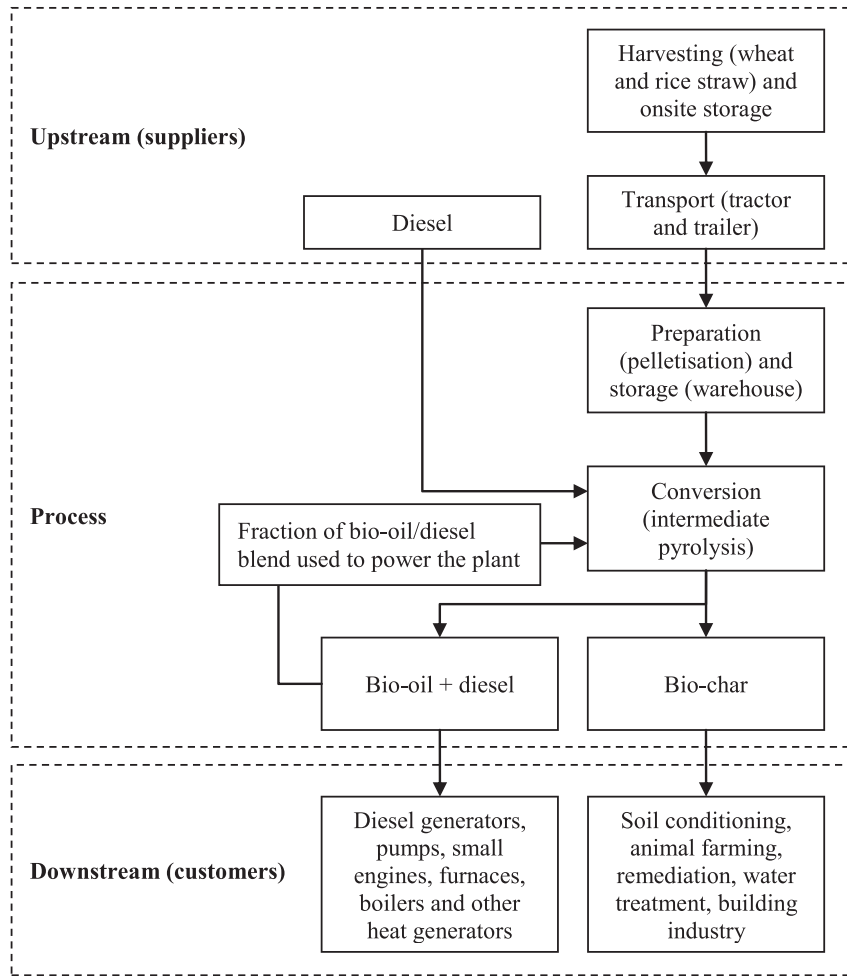 Harvesting (wheat
and rice straw) and
onsite storage
Upstream (suppliers)
Transport (tractor
and trailer)
Diesel
Preparation
(pelletisation) and
storage (warehouse)
Process
Conversion
(intermediate
pyrolysis)
Fraction of bio-oil/diesel
blend used to power the plant
Bio-oil + diesel
Bio-char
Downstream (customers)
Diesel generators,
pumps, small
engines, furnaces,
boilers and other
heat generators
Soil conditioning,
animal farming,
remediation, water
treatment, building
industry